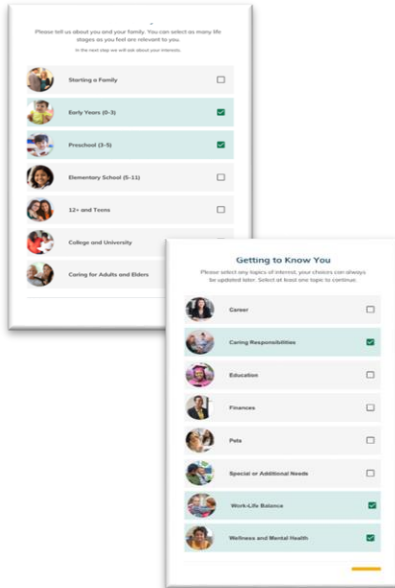 Please tell us about you and your family. You can select as many life
stages as you feel are relevant to you.
In the next step we will ask about your interests.
Starting a Family
Early Years (0-3)
Preschool (3-5)
Elementary School (5-11)
12+ and Teens
College and University
Caring for Adults and Elders
Getting to Know You
Please select any topics of interest, your choices can always
be updated later. Select at least one topic to continue.
Career
Caring Responsibilities
Education
Finances
Pets
Special or Additional Needs
Work-Life Balance
Wellness and Mental Health